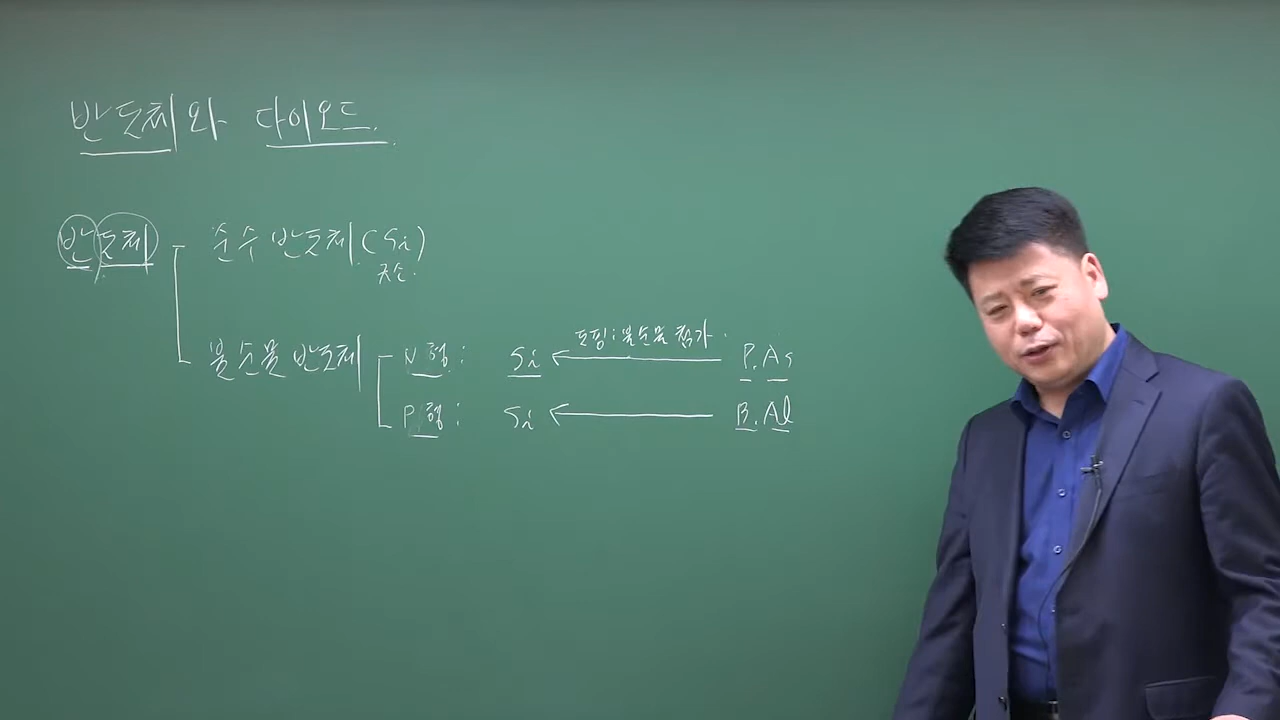 반도체와 다이오드.
반도체 순수 반도체 (Si)
규소.
불순물 반도체 N형 : Si 도핑 : 불순물 첨가 P. As
P형 : Si B. Al